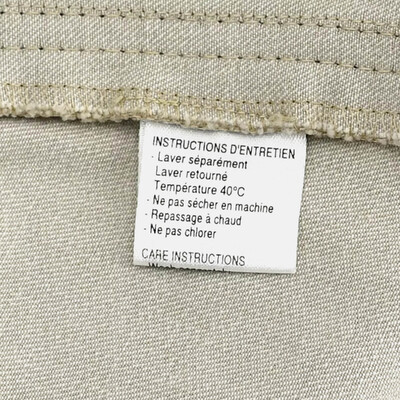 INSTRUCTIONS D'ENTRETIEN
- Laver séparément
Laver retourné
Température 40°C
- Ne pas sécher en machine
- Repassage à chaud
- Ne pas chlorer
CARE INSTRUCTIONS